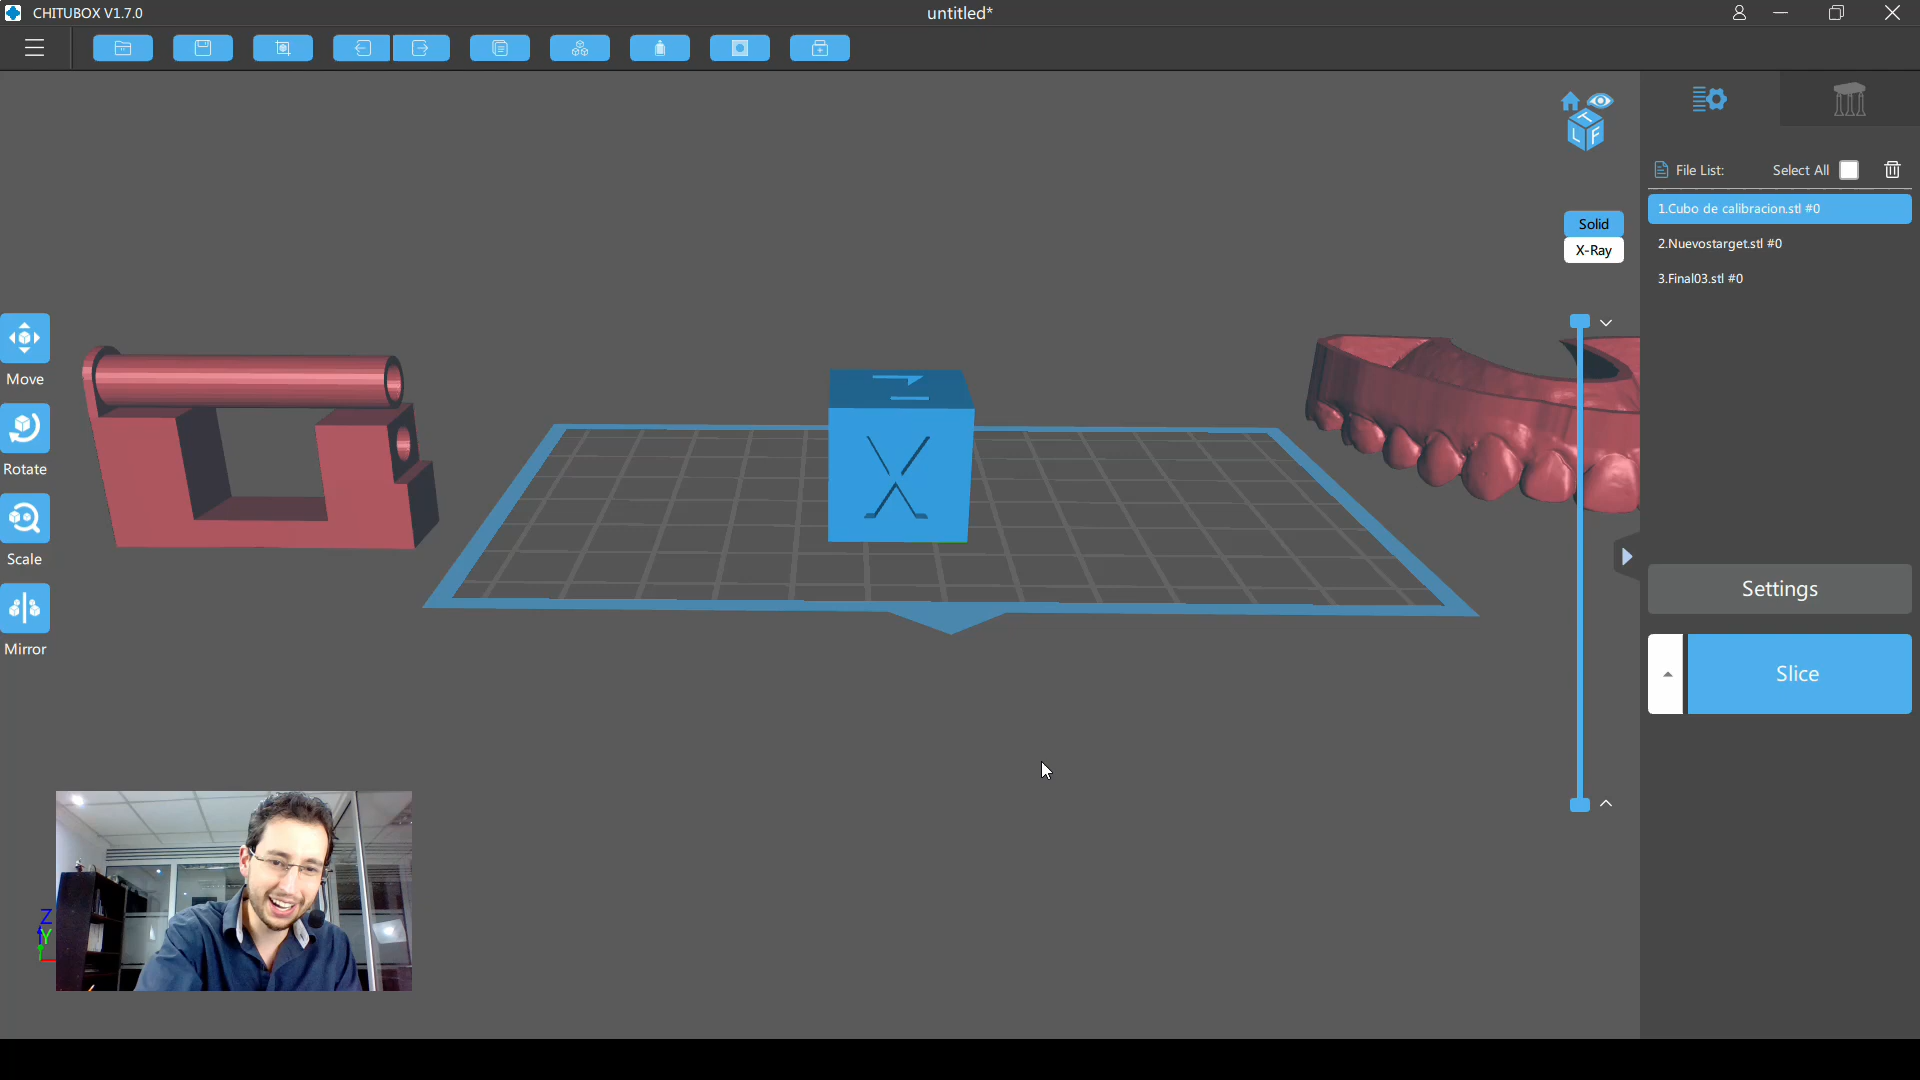 CHITUBOX V1.7.0
untitled*
T
L F
File List:
Select All
1.Cubo de calibracion.stl #0
2.Nuevostarget.stl #0
3.Final03.stl #0
Solid
X-Ray
Move
Rotate
Scale
Mirror
X
Settings
Slice
Z
Y